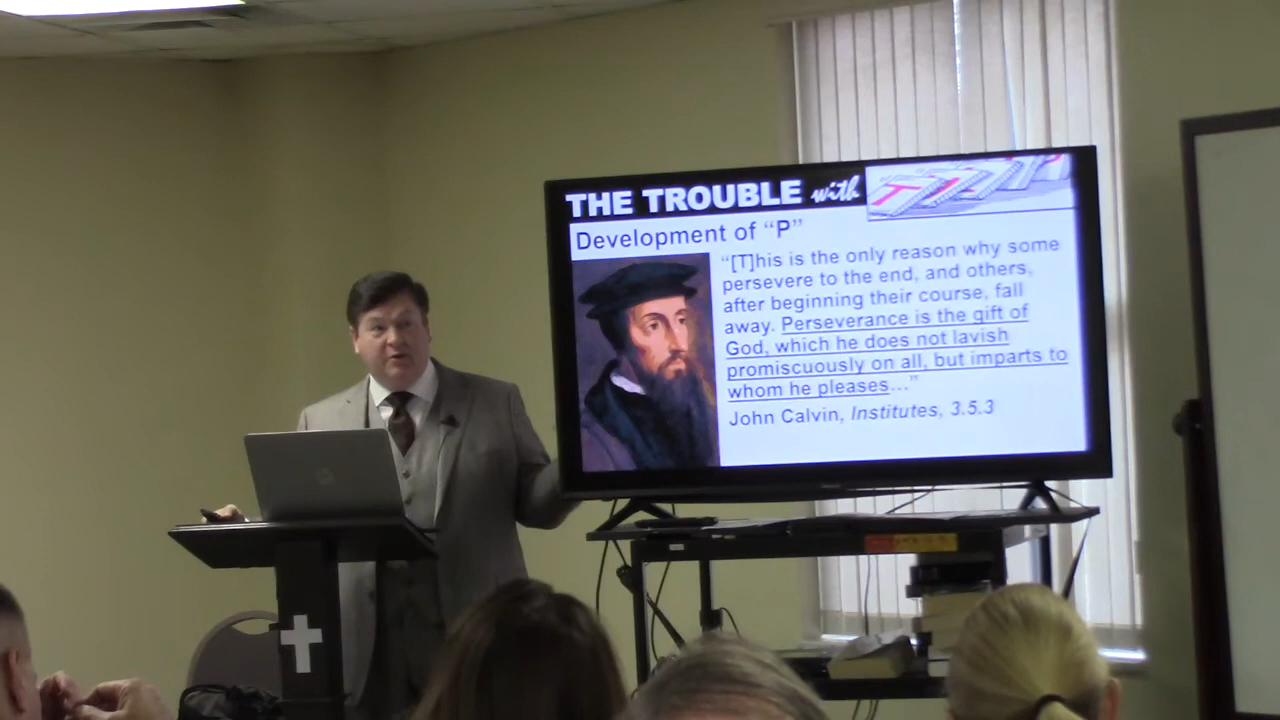 THE TROUBLE with
Development of “P”
“[T]his is the only reason why some
persevere to the end, and others,
after beginning their course, fall
away. Perseverance is the gift of
God, which he does not lavish
promiscuously on all, but imparts to
whom he pleases…”
John Calvin, Institutes, 3.5.3